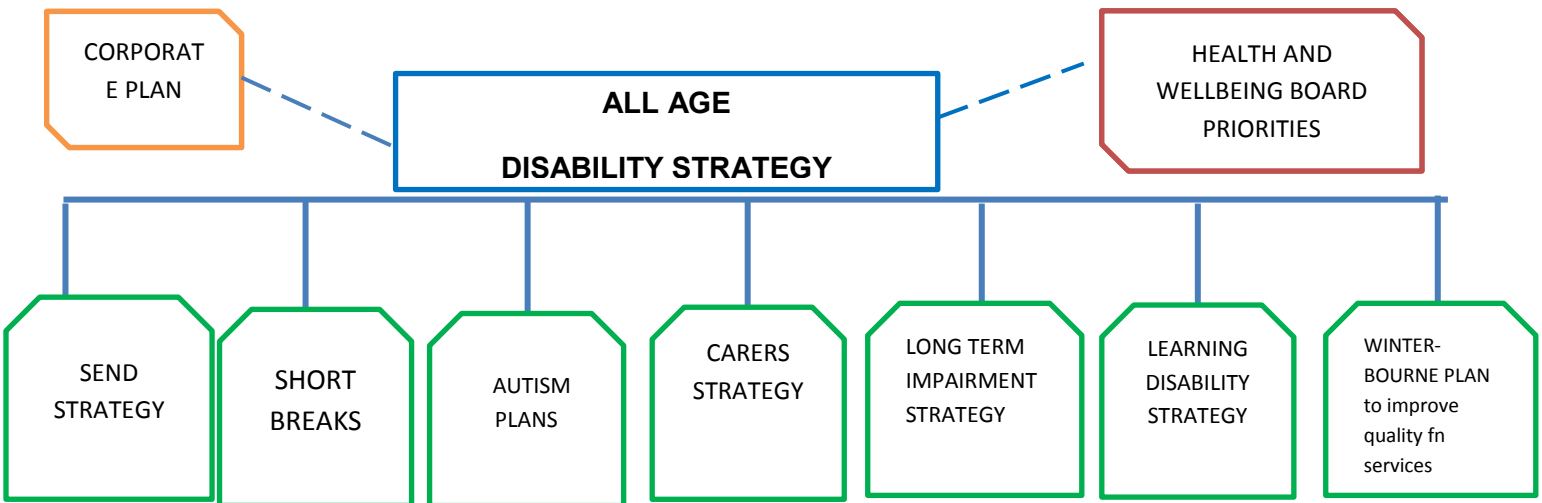 CORPORAT
E PLAN
ALL AGE
DISABILITY STRATEGY
HEALTH AND
WELLBEING BOARD
PRIORITIES
SEND
STRATEGY
SHORT
BREAKS
AUTISM
PLANS
CARERS
STRATEGY
LONG TERM
IMPAIRMENT
STRATEGY
LEARNING
DISABILITY
STRATEGY
WINTER-
BOURNE PLAN
to improve
quality fn
services